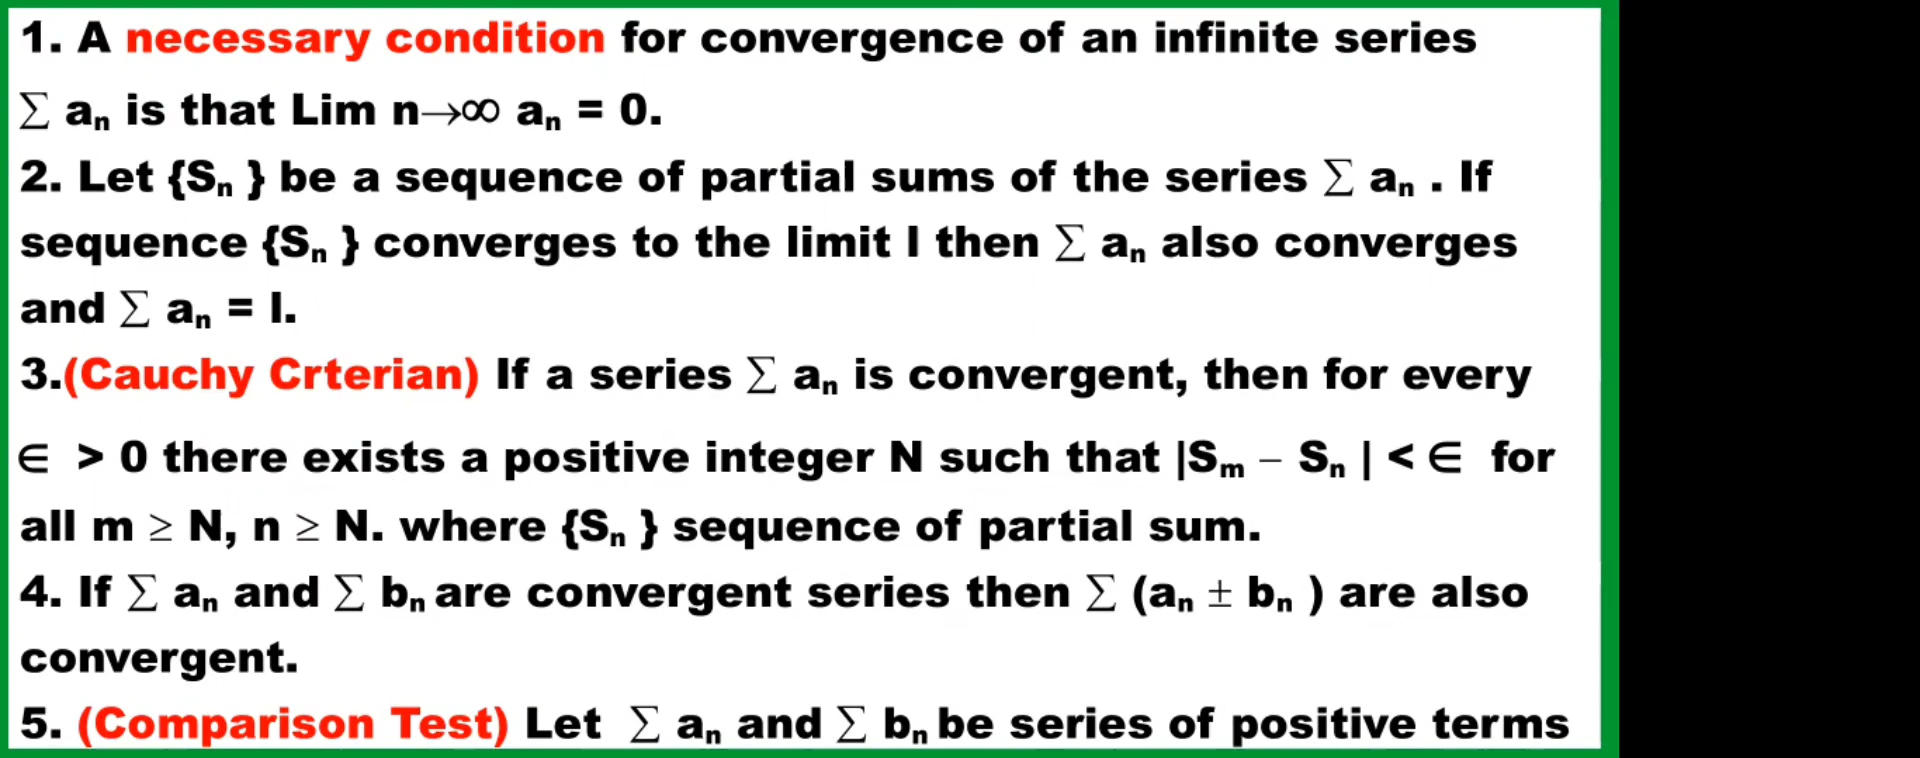 1. A necessary condition for convergence of an infinite series
∑ aₙ is that Lim n→∞ aₙ = 0.
2. Let {Sₙ } be a sequence of partial sums of the series ∑ aₙ . If
sequence {Sₙ } converges to the limit l then ∑ aₙ also converges
and ∑ aₙ = l.
3.(Cauchy Crterian) If a series ∑ aₙ is convergent, then for every
∈ > 0 there exists a positive integer N such that |Sₘ – Sₙ | < ∈ for
all m ≥ N, n ≥ N. where {Sₙ } sequence of partial sum.
4. If ∑ aₙ and ∑ bₙ are convergent series then ∑ (aₙ ± bₙ ) are also
convergent.
5. (Comparison Test) Let ∑ aₙ and ∑ bₙ be series of positive terms